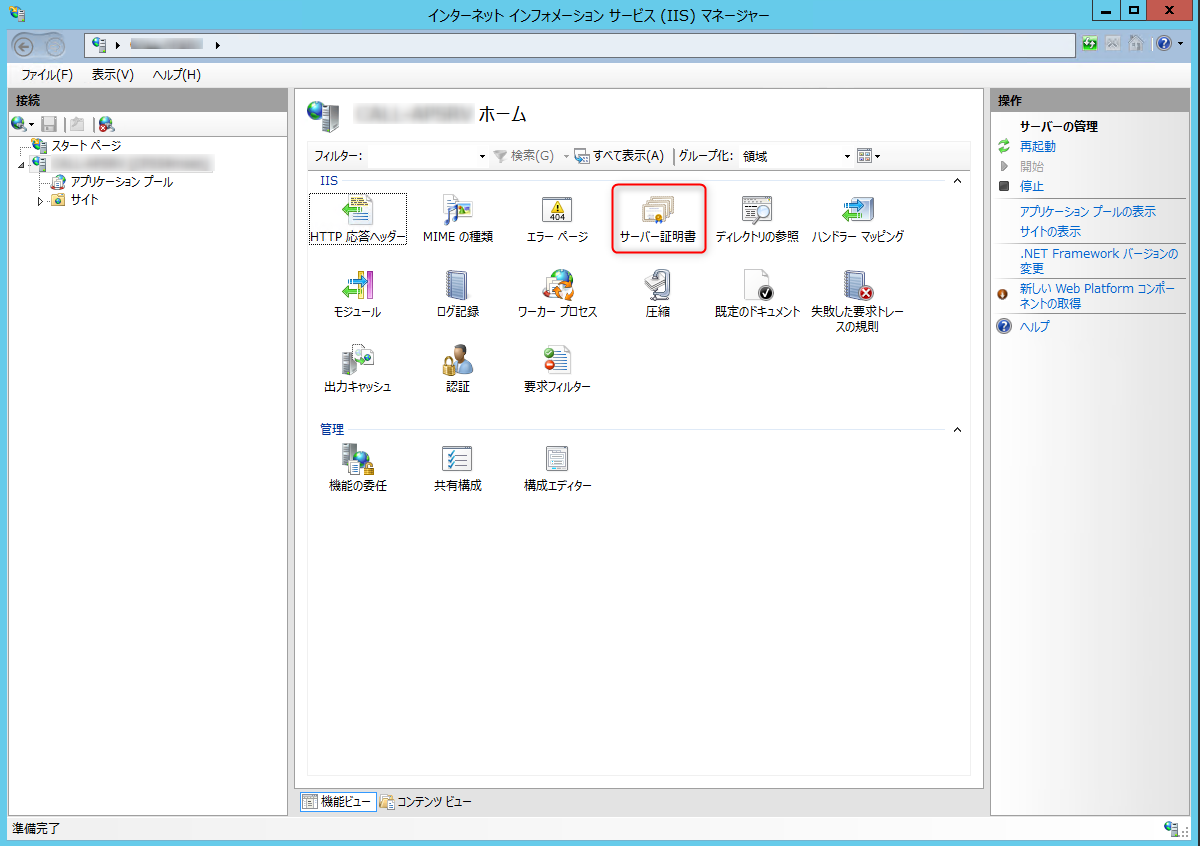 インターネット インフォメーション サービス (IIS) マネージャー
ファイル(F) 表示(V) ヘルプ(H)
接続
スタート ページ
アプリケーション プール
サイト
ホーム
フィルター: 検索(G) すべて表示(A) グループ化: 領域
IIS
HTTP 応答ヘッダー
MIME の種類
404
エラー ページ
サーバー証明書
ディレクトリの参照
ハンドラー マッピング
モジュール
ログ記録
ワーカー プロセス
圧縮
既定のドキュメント
失敗した要求トレー
スの規則
出力キャッシュ
認証
要求フィルター
管理
機能の委任
共有構成
構成エディター
機能ビュー コンテンツ ビュー
操作
サーバーの管理
再起動
開始
停止
アプリケーション プールの表示
サイトの表示
.NET Framework バージョンの
変更
新しい Web Platform コンポー
ネントの取得
ヘルプ
準備完了